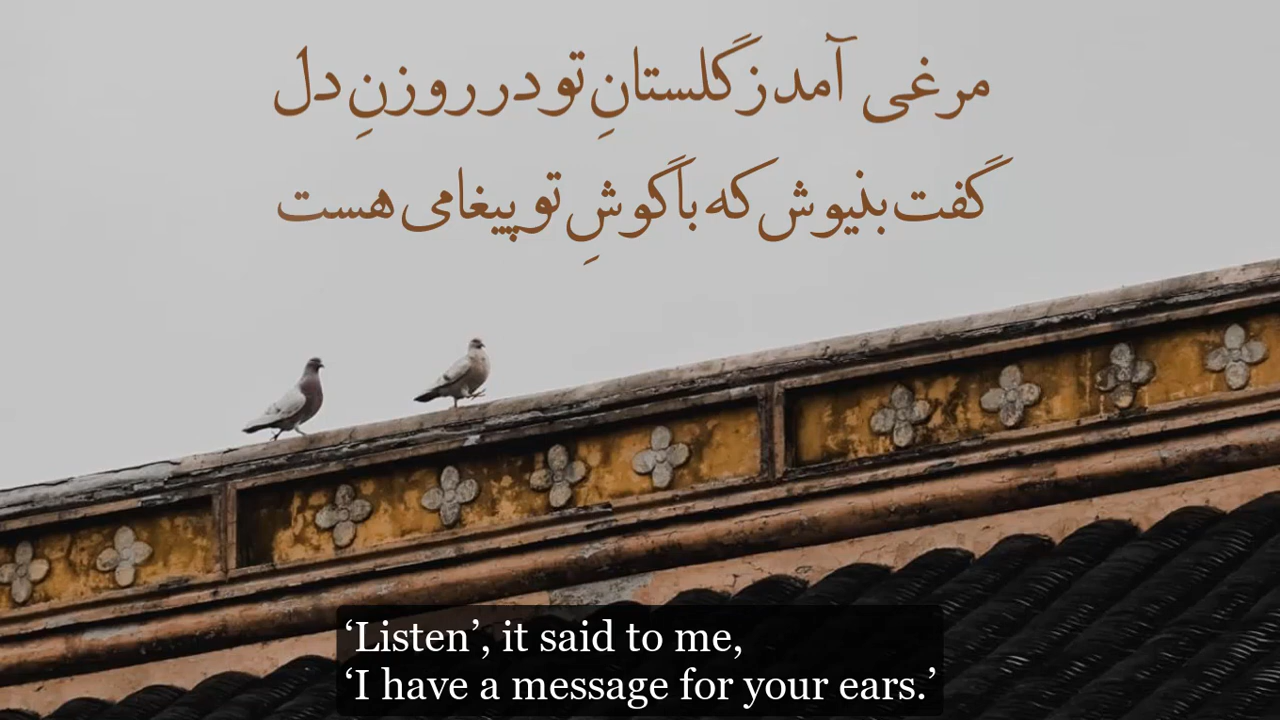 مرغی آمد ز گلستانِ تو در روزنِ دل
گفت بنیوش که با گوشِ تو پیغامی هست
‘Listen’, it said to me,
‘I have a message for your ears.’